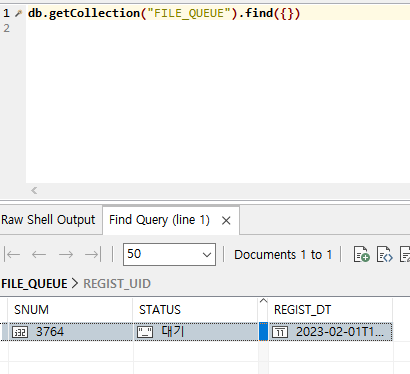 1 db.getCollection("FILE_QUEUE").find({})
2
Raw Shell Output Find Query (line 1) ×
50 Documents 1 to 1
FILE_QUEUE > REGIST_UID
SNUM STATUS REGIST_DT
i32 3764 "_" 대기 2023-02-01T1...